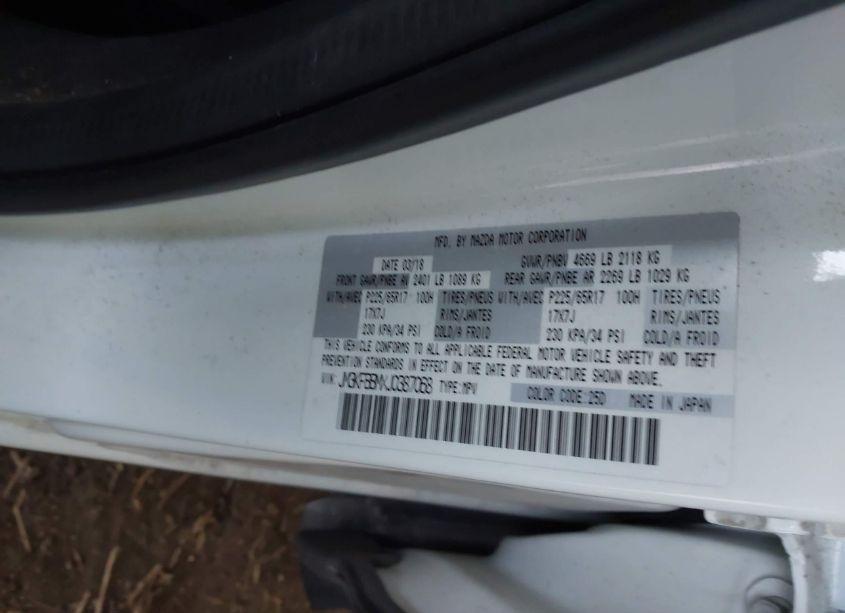 MFD. BY MAZDA MOTOR CORPORATION
DATE 03/18 GVWR/PNBV 4669 LB 2118 KG
FRONT GAWR/PNBE AV 2401 LB 1089 KG REAR GAWR/PNBE AR 2269 LB 1029 KG
WITH/AVEC P225/65R17 100H TIRES/PNEUS WITH/AVEC P225/65R17 100H TIRES/PNEUS
17X7J RIMS/JANTES 17X7J RIMS/JANTES
230 KPA/34 PSI COLD/A FROID 230 KPA/34 PSI COLD/A FROID
THIS VEHICLE CONFORMS TO ALL APPLICABLE FEDERAL MOTOR VEHICLE SAFETY AND THEFT
PREVENTION STANDARDS IN EFFECT ON THE DATE OF MANUFACTURE SHOWN ABOVE.
VIN: JM3KFBBMXJ0387068 TYPE:MPV
COLOR CODE:25D MADE IN JAPAN